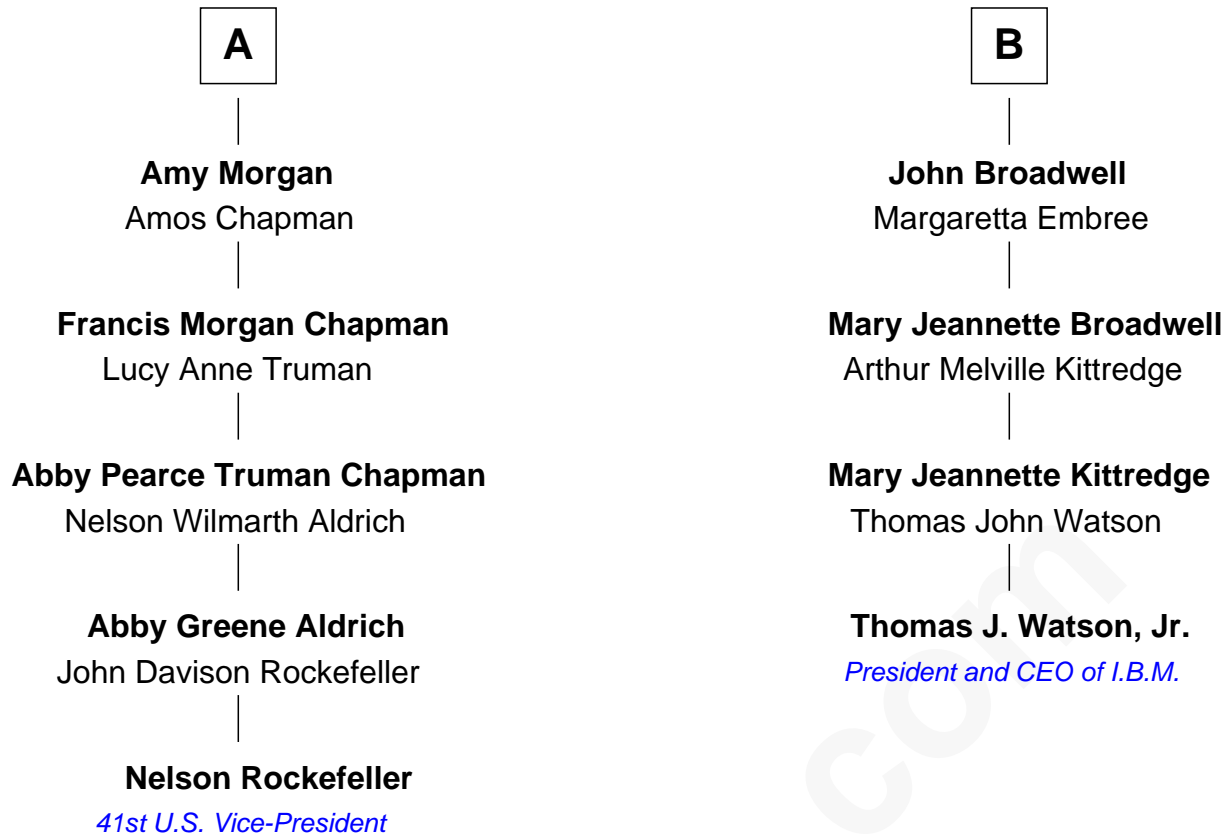 A
Amy Morgan
Amos Chapman
Francis Morgan Chapman
Lucy Anne Truman
Abby Pearce Truman Chapman
Nelson Wilmarth Aldrich
Abby Greene Aldrich
John Davison Rockefeller
Nelson Rockefeller
41st U.S. Vice-President
B
John Broadwell
Margaretta Embree
Mary Jeannette Broadwell
Arthur Melville Kittredge
Mary Jeannette Kittredge
Thomas John Watson
Thomas J. Watson, Jr.
President and CEO of I.B.M.
com